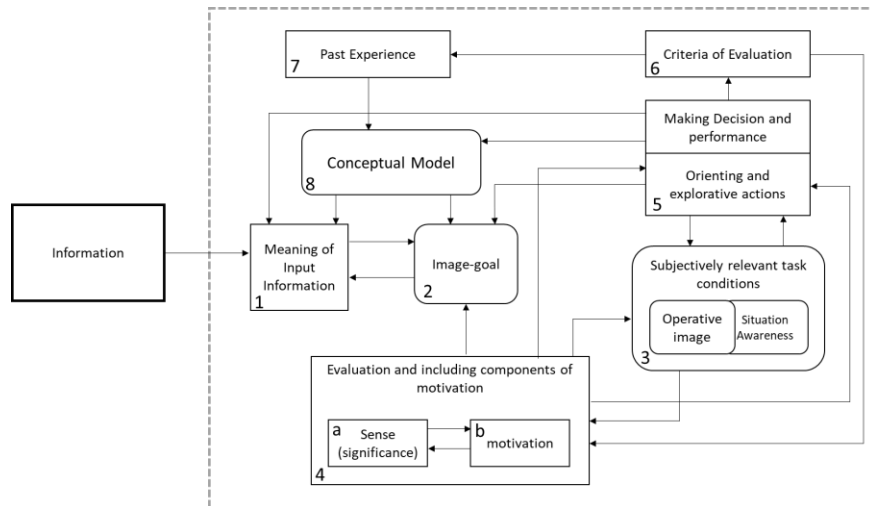 Past Experience
7
Criteria of Evaluation
6
Making Decision and
performance
Conceptual Model
8
Orienting and
explorative actions
5
Information
Meaning of
Input
Information
1
Image-goal
2
Subjectively relevant task
conditions
Operative
image
Situation
Awareness
3
Evaluation and including components of
motivation
a
Sense
(significance)
b
motivation
4